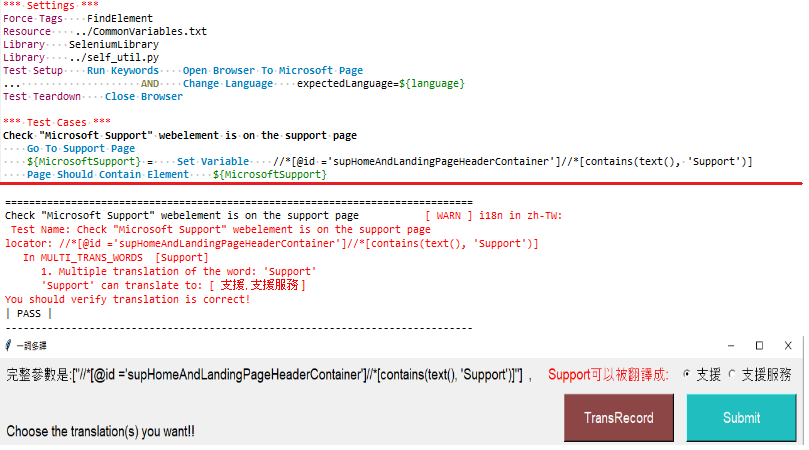 *** Settings ***
Force Tags    FindElement
Resource    ../CommonVariables.txt
Library    SeleniumLibrary
Library    ../self_util.py
Test Setup    Run Keywords    Open Browser To Microsoft Page
...                    AND    Change Language    expectedLanguage=${language}
Test Teardown    Close Browser
*** Test Cases ***
Check "Microsoft Support" webelement is on the support page
    Go To Support Page
    ${MicrosoftSupport} =    Set Variable    //*[@id ='supHomeAndLandingPageHeaderContainer']//*[contains(text(), 'Support')]
    Page Should Contain Element    ${MicrosoftSupport}
==============================================================================
Check "Microsoft Support" webelement is on the support page           [ WARN ] i18n in zh-TW:
 Test Name: Check "Microsoft Support" webelement is on the support page
locator: //*[@id ='supHomeAndLandingPageHeaderContainer']//*[contains(text(), 'Support')]
   In MULTI_TRANS_WORDS  [Support]
      1. Multiple translation of the word: 'Support'
      'Support' can translate to: [ 支援, 支援服務 ]
You should verify translation is correct!
| PASS |
------------------------------------------------------------------------------
一詞多譯
完整參數是:["//*[@id ='supHomeAndLandingPageHeaderContainer']//*[contains(text(), 'Support')]"] ,    Support可以被翻譯成:    支援    支援服務
TransRecord    Submit
Choose the translation(s) you want!!